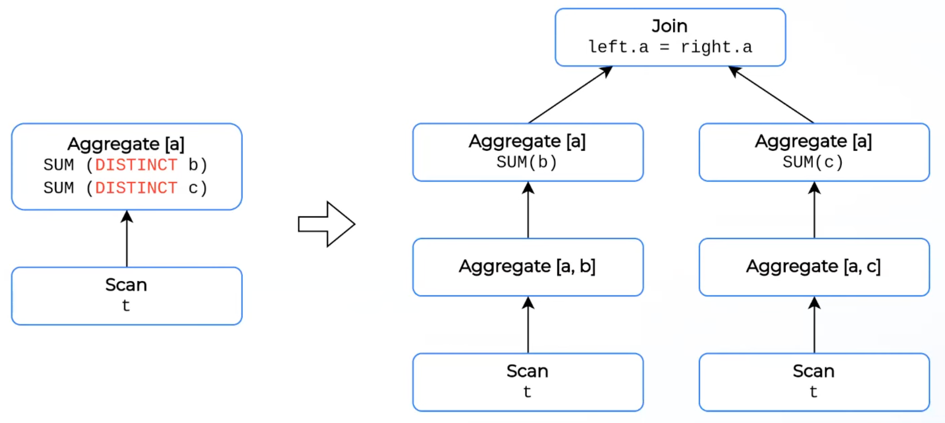 Aggregate [a]
SUM (DISTINCT b)
SUM (DISTINCT c)
Scan
t
Join
left.a = right.a
Aggregate [a]
SUM(b)
Aggregate [a]
SUM(c)
Aggregate [a, b]
Aggregate [a, c]
Scan
t
Scan
t